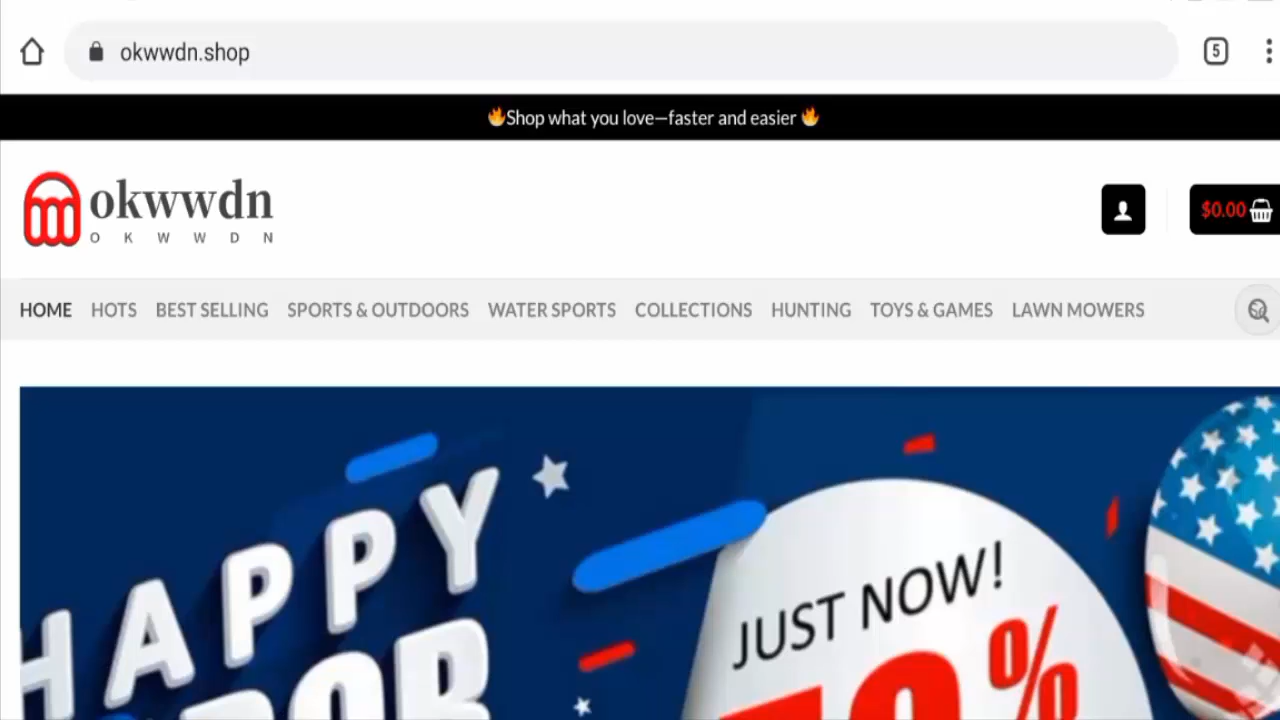 okwwdn.shop
5
🔥Shop what you love—faster and easier 🔥
okwwdn
O K W W D N
$0.00
HOME HOTS BEST SELLING SPORTS & OUTDOORS WATER SPORTS COLLECTIONS HUNTING TOYS & GAMES LAWN MOWERS
HAPPY
JUST NOW!
%